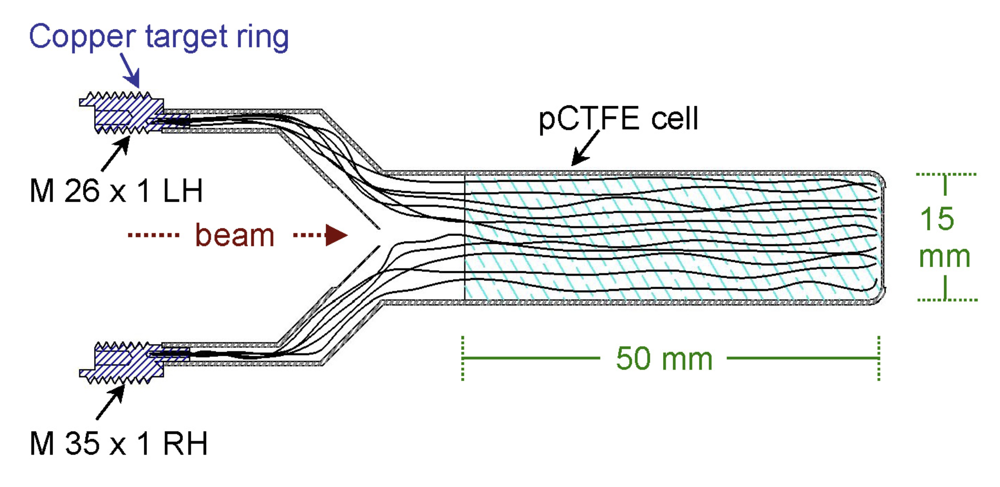 Copper target ring
pCTFE cell
M 26 x 1 LH
beam
15
mm
50 mm
M 35 x 1 RH